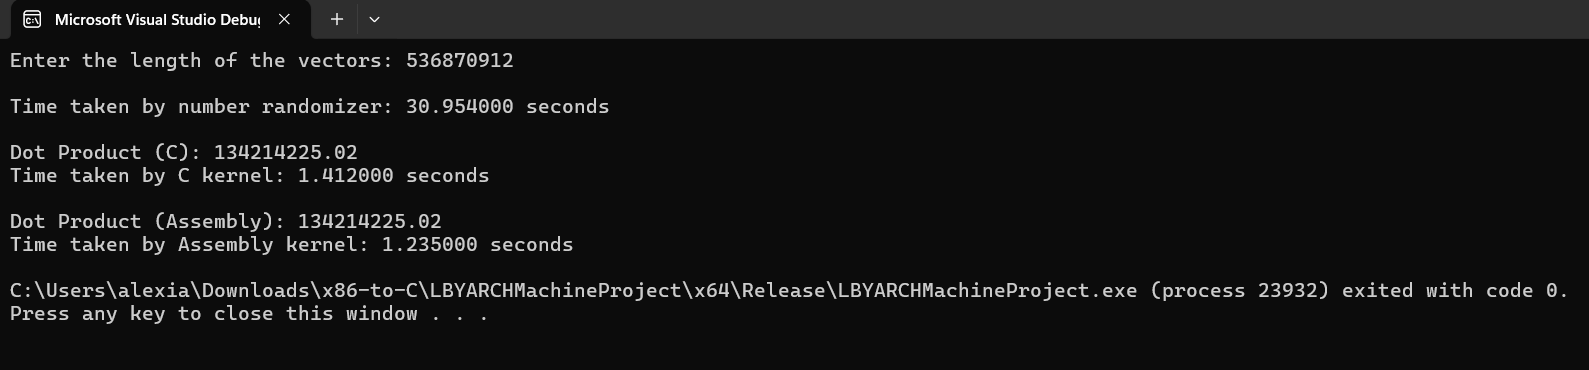 Microsoft Visual Studio Debug
Enter the length of the vectors: 536870912
Time taken by number randomizer: 30.954000 seconds
Dot Product (C): 134214225.02
Time taken by C kernel: 1.412000 seconds
Dot Product (Assembly): 134214225.02
Time taken by Assembly kernel: 1.235000 seconds
C:\Users\alexia\Downloads\x86-to-C\LBYARCHMachineProject\x64\Release\LBYARCHMachineProject.exe (process 23932) exited with code 0.
Press any key to close this window . . .